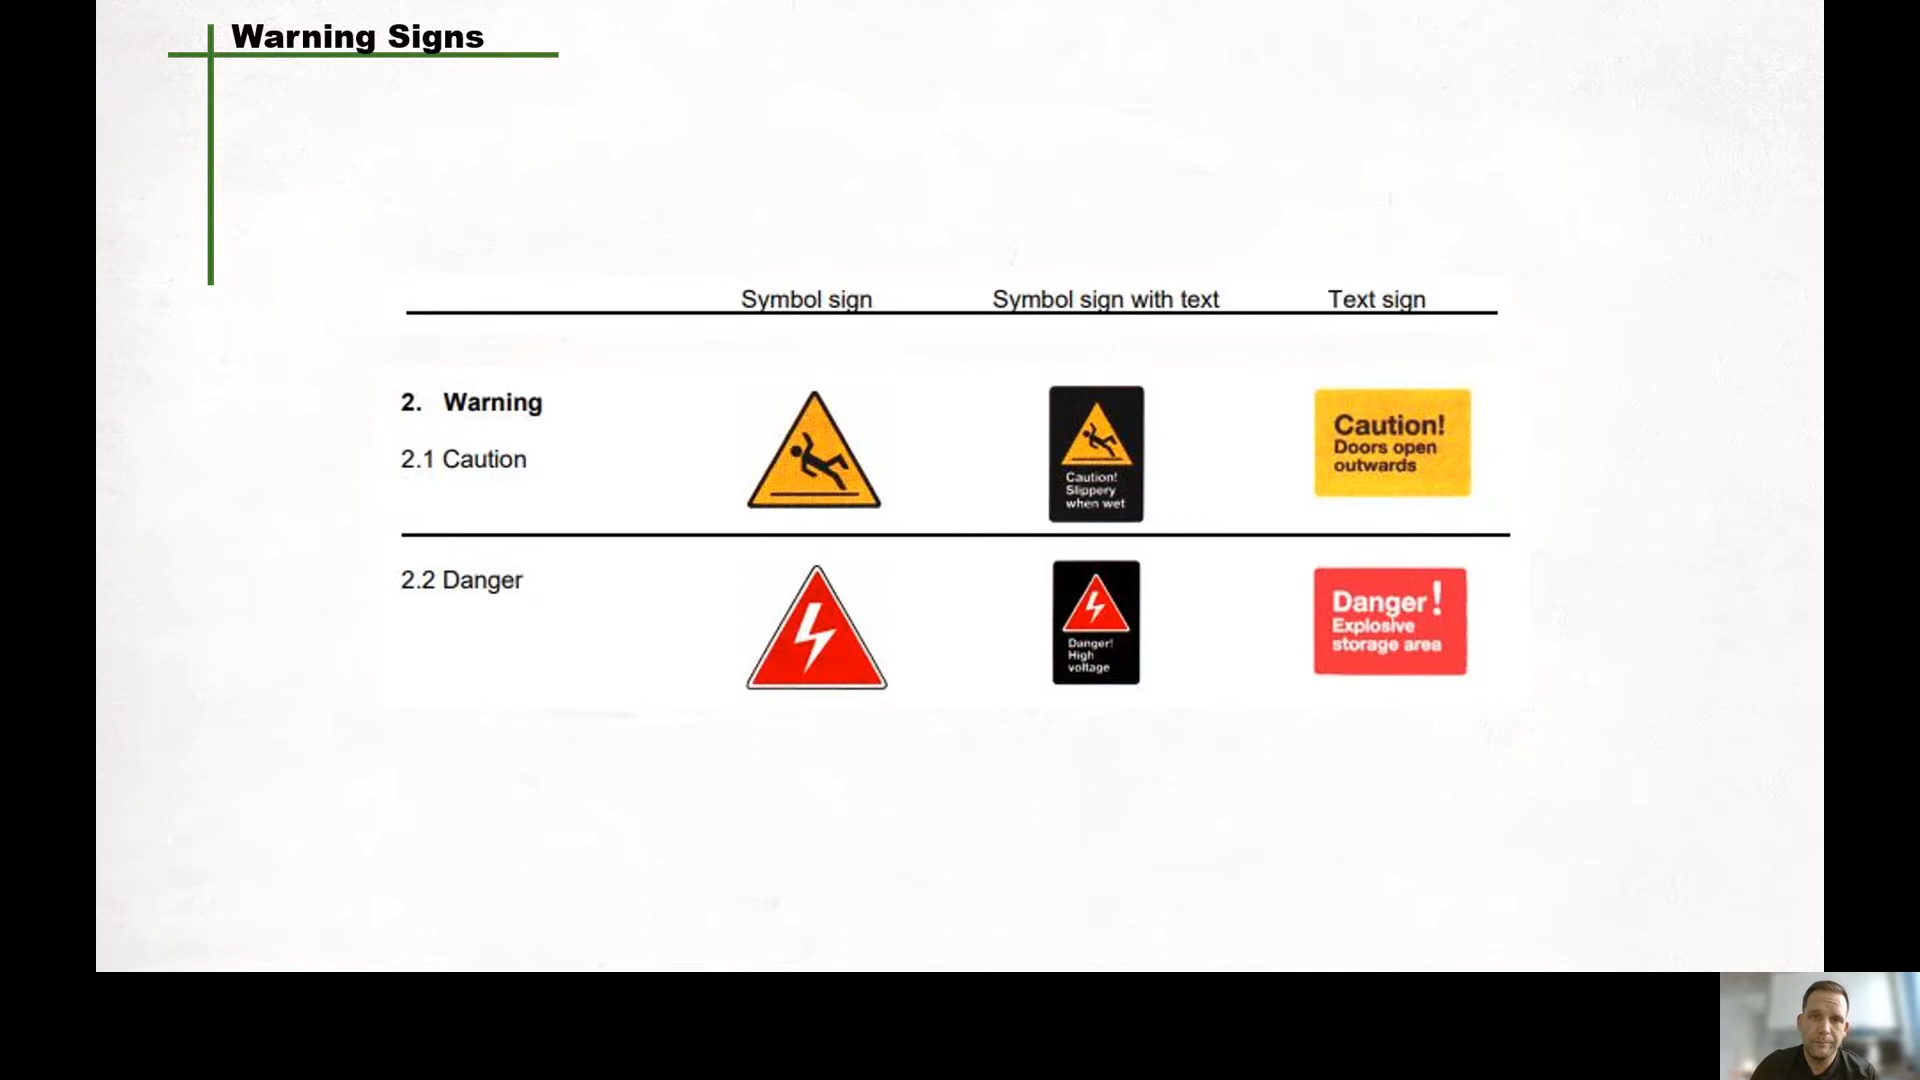 Warning Signs
Symbol sign Symbol sign with text Text sign
2. Warning
2.1 Caution
Caution!
Slippery
when wet
Caution!
Doors open
outwards
2.2 Danger
Danger!
High
voltage
Danger!
Explosive
storage area